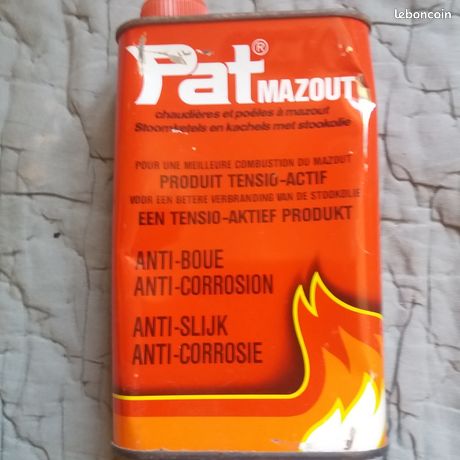 leboncoin
Pat® MAZOUT
chaudières et poêles à mazout
Stoomketels en kachels met stookolie
POUR UNE MEILLEURE COMBUSTION DU MAZOUT
PRODUIT TENSIO-ACTIF
VOOR EEN BETERE VERBRANDING VAN DE STOOKOLIE
EEN TENSIO-AKTIEF PRODUKT
ANTI-BOUE
ANTI-CORROSION
ANTI-SLIJK
ANTI-CORROSIE